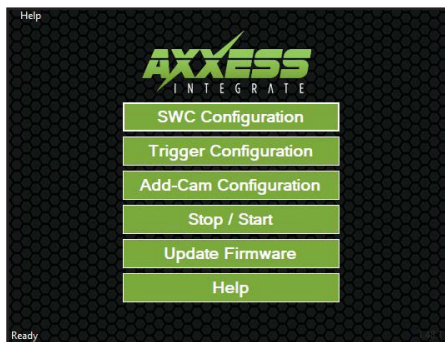 Help
AXXESS
INTEGRATE
SWC Configuration
Trigger Configuration
Add-Cam Configuration
Stop / Start
Update Firmware
Help
Ready